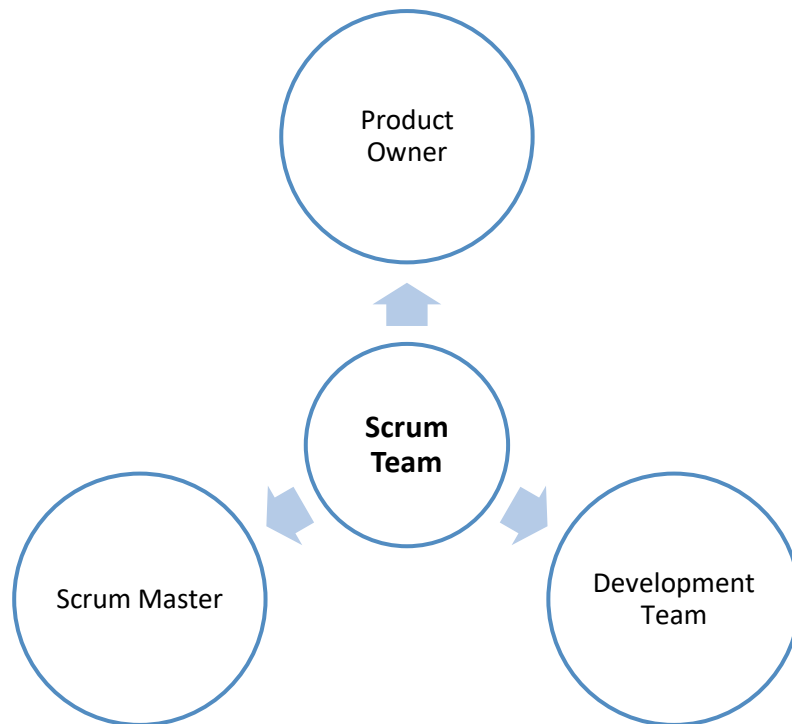 Product
Owner
Scrum
Team
Scrum Master
Development
Team